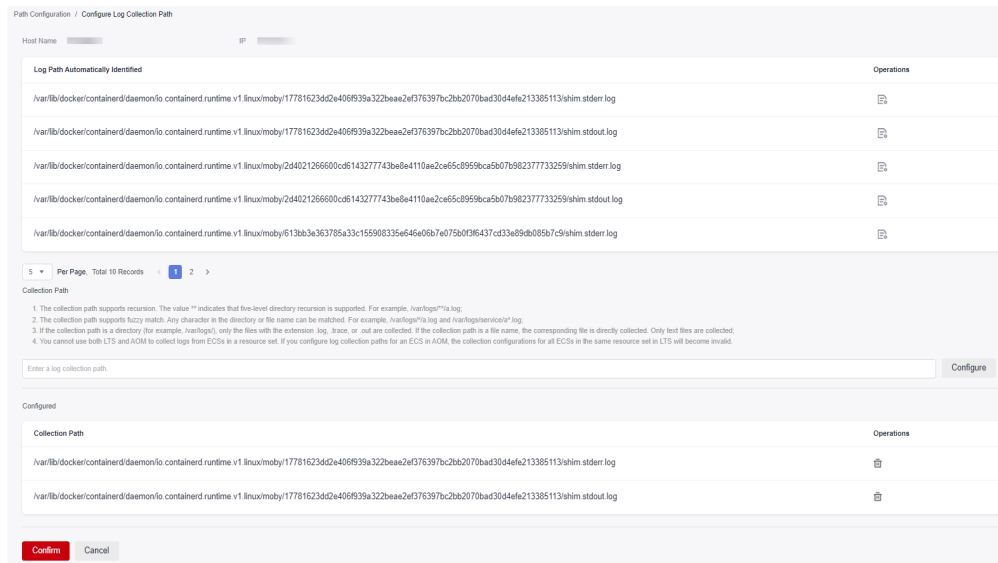 Path Configuration / Configure Log Collection Path
Host Name IP
Log Path Automatically Identified Operations
/var/lib/docker/containerd/daemon/io.containerd.runtime.v1.linux/moby/17781623dd2e406f939a322beae2ef376397bc2bb2070bad30d4efe213385113/shim.stderr.log
/var/lib/docker/containerd/daemon/io.containerd.runtime.v1.linux/moby/17781623dd2e406f939a322beae2ef376397bc2bb2070bad30d4efe213385113/shim.stdout.log
/var/lib/docker/containerd/daemon/io.containerd.runtime.v1.linux/moby/2d4021266600cd6143277743be8e4110ae2ce65c8959bca5b07b982377733259/shim.stderr.log
/var/lib/docker/containerd/daemon/io.containerd.runtime.v1.linux/moby/2d4021266600cd6143277743be8e4110ae2ce65c8959bca5b07b982377733259/shim.stdout.log
/var/lib/docker/containerd/daemon/io.containerd.runtime.v1.linux/moby/613bb3e363785a33c155908335e646e06b7e075b0f3f6437cd33e89db085b7c9/shim.stderr.log
5 Per Page, Total 10 Records < 1 2 >
Collection Path
1. The collection path supports recursion. The value ** indicates that five-level directory recursion is supported. For example, /var/logs/**/a.log;
2. The collection path supports fuzzy match. Any character in the directory or file name can be matched. For example, /var/logs/*/a.log and /var/logs/service/a*.log;
3. If the collection path is a directory (for example, /var/logs/), only the files with the extension .log, .trace, or .out are collected. If the collection path is a file name, the corresponding file is directly collected. Only text files are collected;
4. You cannot use both LTS and AOM to collect logs from ECSs in a resource set. If you configure log collection paths for an ECS in AOM, the collection configurations for all ECSs in the same resource set in LTS will become invalid.
Enter a log collection path. Configure
Configured
Collection Path Operations
/var/lib/docker/containerd/daemon/io.containerd.runtime.v1.linux/moby/17781623dd2e406f939a322beae2ef376397bc2bb2070bad30d4efe213385113/shim.stderr.log
/var/lib/docker/containerd/daemon/io.containerd.runtime.v1.linux/moby/17781623dd2e406f939a322beae2ef376397bc2bb2070bad30d4efe213385113/shim.stdout.log
Confirm Cancel